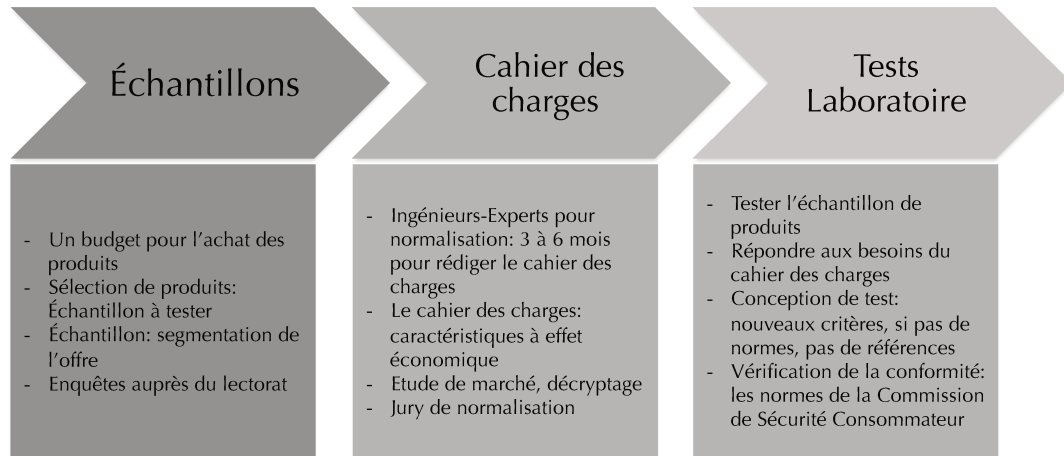 Échantillons
- Un budget pour l’achat des
produits
- Sélection de produits:
Échantillon à tester
- Échantillon: segmentation de
l’offre
- Enquêtes auprès du lectorat
Cahier des
charges
- Ingénieurs-Experts pour
normalisation: 3 à 6 mois
pour rédiger le cahier des
charges
- Le cahier des charges:
caractéristiques à effet
économique
- Etude de marché, décryptage
- Jury de normalisation
Tests
Laboratoire
- Tester l’échantillon de
produits
- Répondre aux besoins du
cahier des charges
- Conception de test:
nouveaux critères, si pas de
normes, pas de références
- Vérification de la conformité:
les normes de la Commission
de Sécurité Consommateur